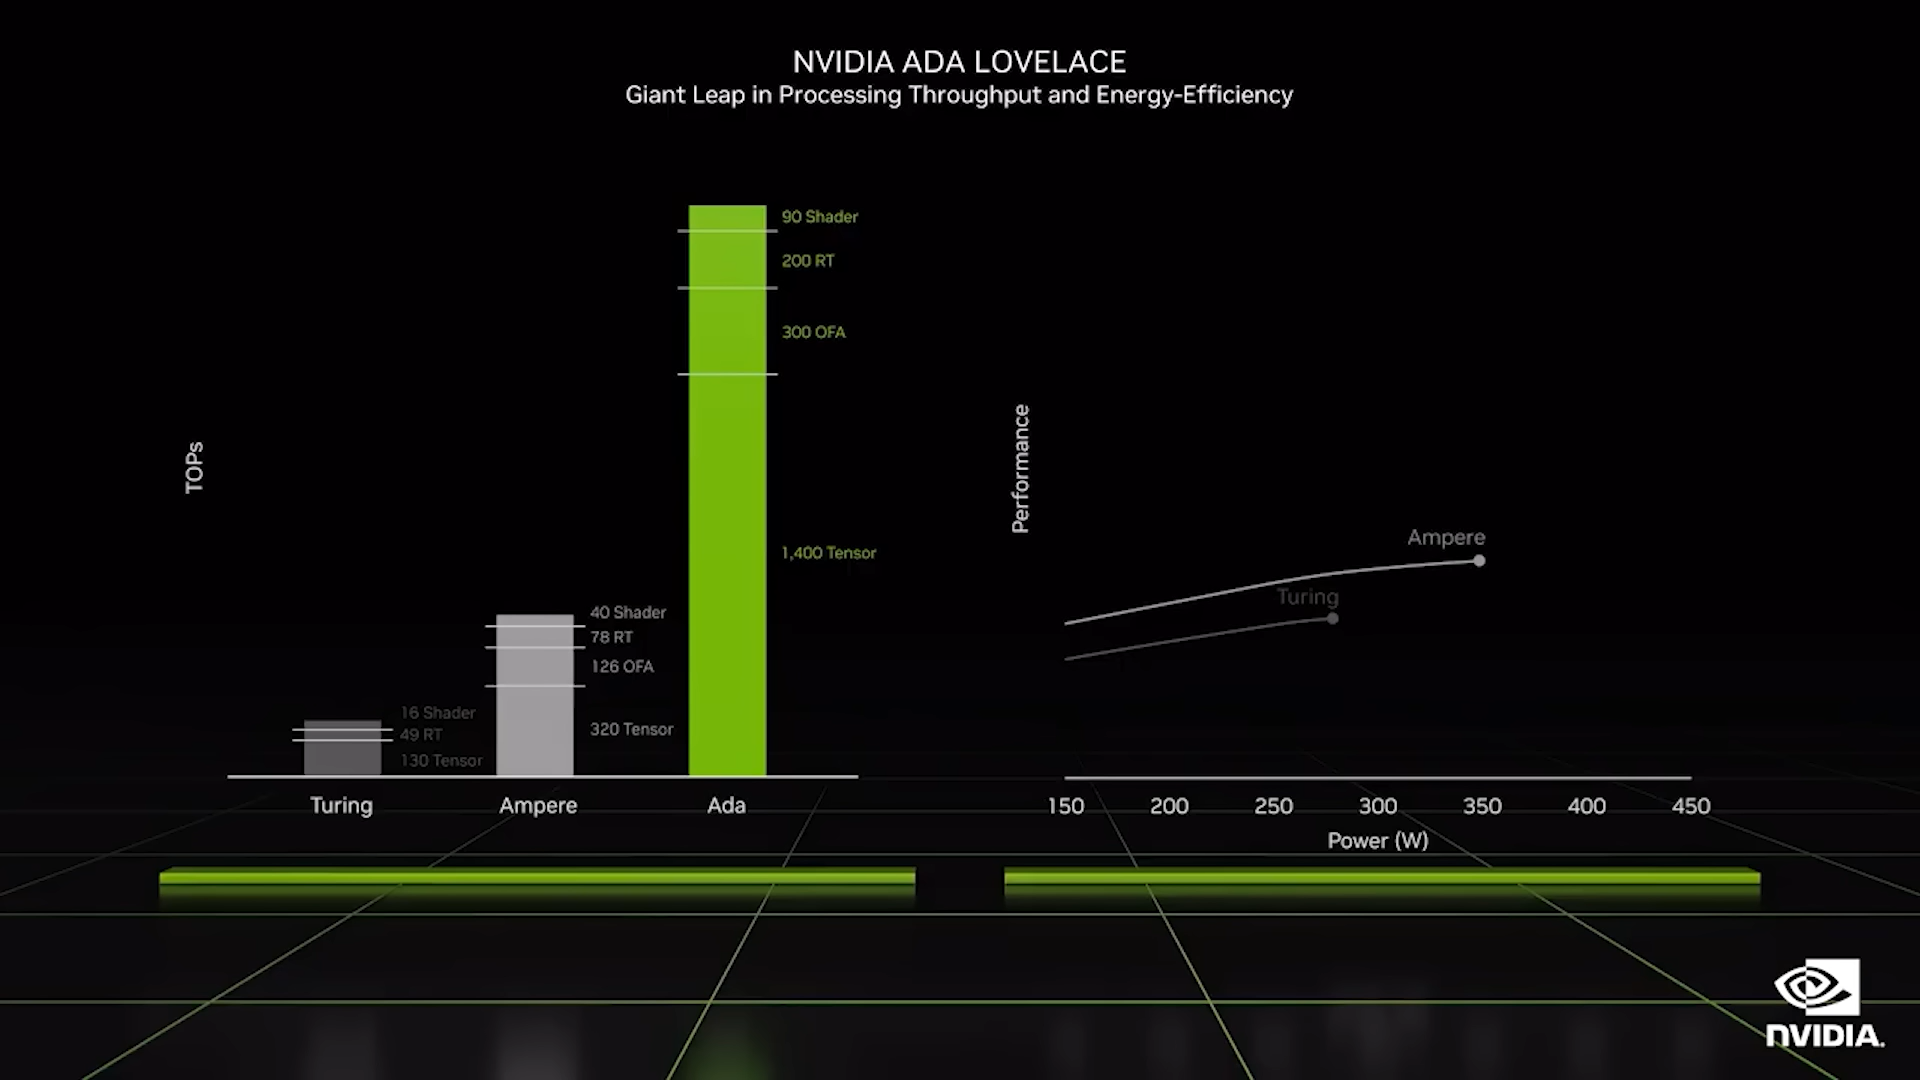 NVIDIA ADA LOVELACE
Giant Leap in Processing Throughput and Energy-Efficiency
TOPs
90 Shader
200 RT
300 OFA
1,400 Tensor
40 Shader
78 RT
126 OFA
320 Tensor
16 Shader
49 RT
130 Tensor
Turing
Ampere
Ada
Performance
Ampere
Turing
150 200 250 300 350 400 450
Power (W)
NVIDIA.